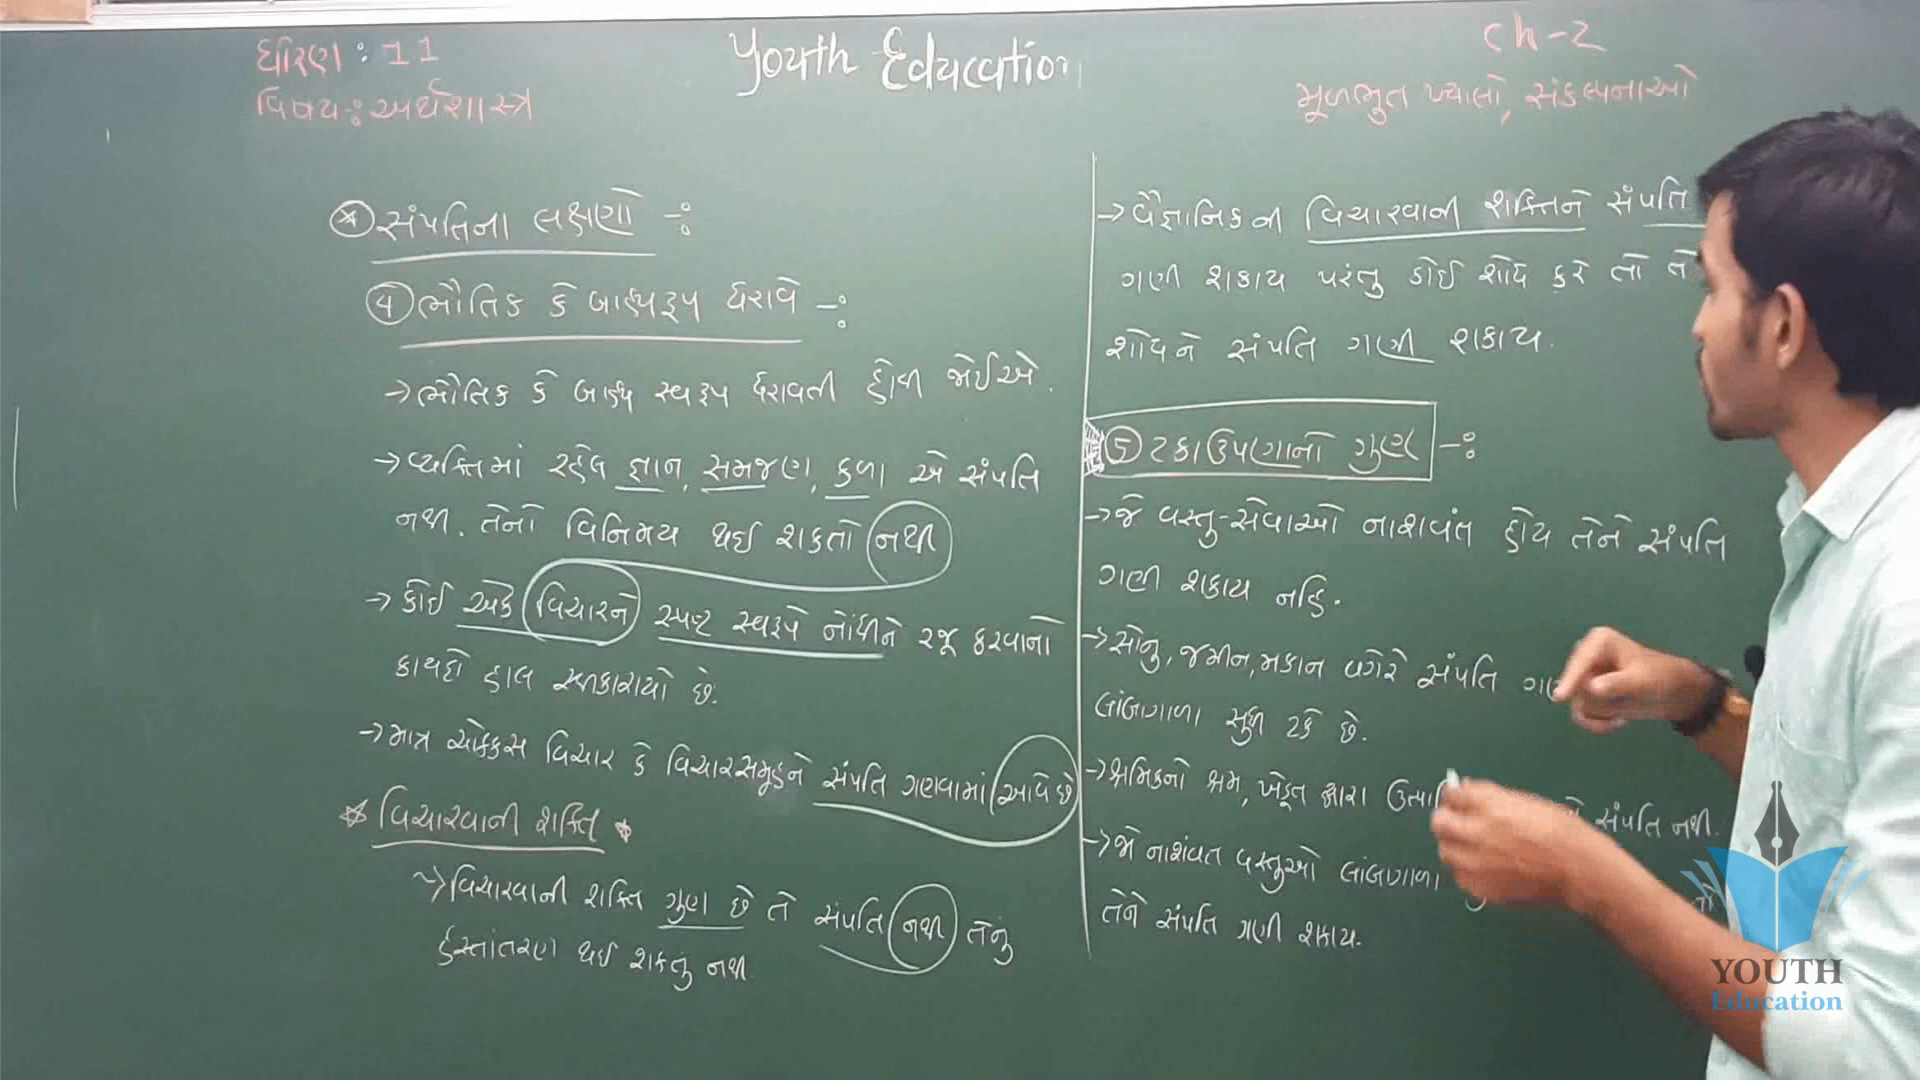 ધોરણ : 11
વિષય :- અર્થશાસ્ત્ર
Youth Education
ch-2
મૂળભુત ખ્યાલો, સંકલ્પનાઓ
* સંપતિના લક્ષણો -:
④ ભૌતિક કે બાહ્યરૂપ ધરાવે -:
→ ભૌતિક કે બાહ્ય સ્વરૂપ ધરાવતી હોવી જોઈએ.
→ વ્યક્તિમાં રહેલ જ્ઞાન, સમજણ, કળા એ સંપતિ
નથી. તેનો વિનિમય થઈ શકતો નથી
→ કોઈ એક વિચારને સ્પષ્ટ સ્વરૂપે નોંધીને રજૂ કરવાનો
કાયદો હાલ સ્વીકારાયો છે.
→ માત્ર ચોક્કસ વિચાર કે વિચારસમૂહને સંપતિ ગણવામાં આવે છે
* વિચારવાની શક્તિ *
→ વિચારવાની શક્તિ ગુણ છે તે સંપતિ નથી તેનું
હસ્તાંતરણ થઈ શકતુ નથી.
→ વૈજ્ઞાનિકની વિચારવાની શક્તિને સંપતિ
ગણી શકાય પરંતુ કોઈ શોધ કરે તો તે
શોધને સંપતિ ગણી શકાય.
⑤ ટકાઉપણાનો ગુણ -:
→ જે વસ્તુ-સેવાઓ નાશવંત હોય તેને સંપતિ
ગણી શકાય નહિ.
→ સોનુ, જમીન, મકાન વગેરે સંપતિ
લાંબાગાળા સુધી ટકે છે.
→ શ્રમિકનો શ્રમ, ખેડૂત દ્વારા સંપતિ નથી.
→ જો નાશવંત વસ્તુઓ લાંબાગાળા
તેને સંપતિ ગણી શકાય.
YOUTH
Education